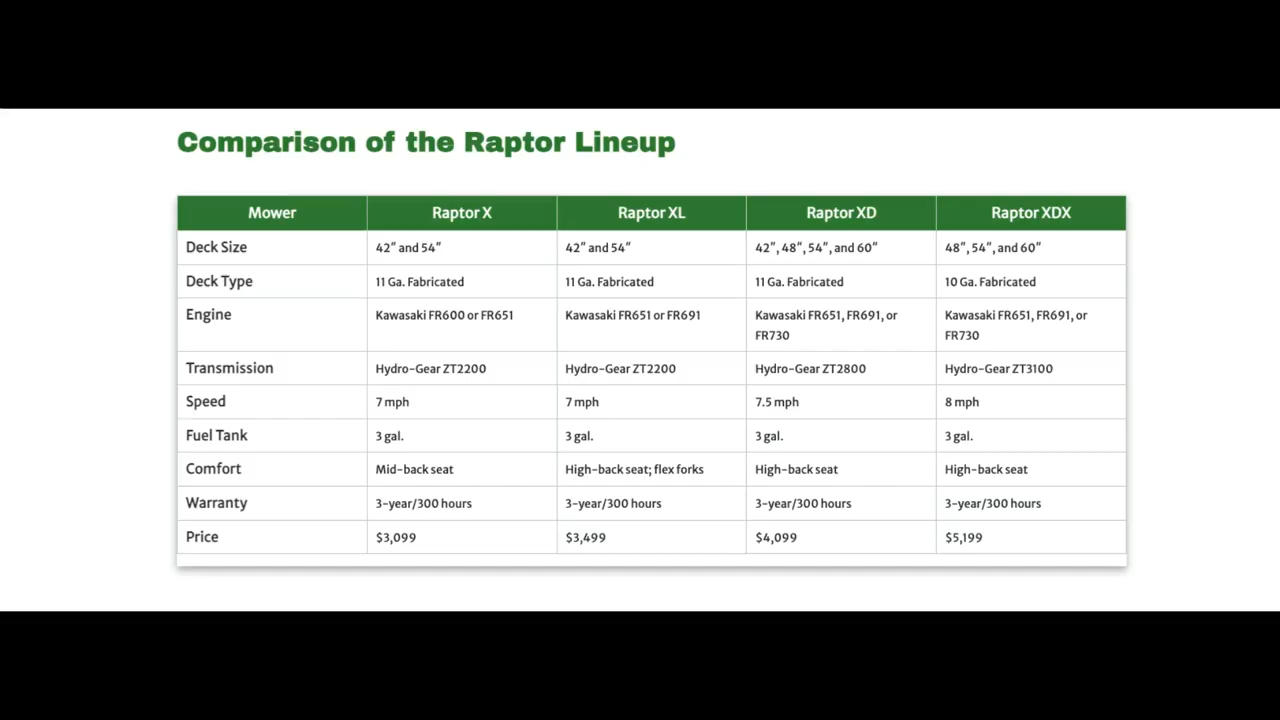 Comparison of the Raptor Lineup
Mower Raptor X Raptor XL Raptor XD Raptor XDX
Deck Size 42″ and 54″ 42″ and 54″ 42″, 48″, 54″, and 60″ 48″, 54″, and 60″
Deck Type 11 Ga. Fabricated 11 Ga. Fabricated 11 Ga. Fabricated 10 Ga. Fabricated
Engine Kawasaki FR600 or FR651 Kawasaki FR651 or FR691 Kawasaki FR651, FR691, or Kawasaki FR651, FR691, or
FR730 FR730
Transmission Hydro-Gear ZT2200 Hydro-Gear ZT2200 Hydro-Gear ZT2800 Hydro-Gear ZT3100
Speed 7 mph 7 mph 7.5 mph 8 mph
Fuel Tank 3 gal. 3 gal. 3 gal. 3 gal.
Comfort Mid-back seat High-back seat; flex forks High-back seat High-back seat
Warranty 3-year/300 hours 3-year/300 hours 3-year/300 hours 3-year/300 hours
Price $3,099 $3,499 $4,099 $5,199